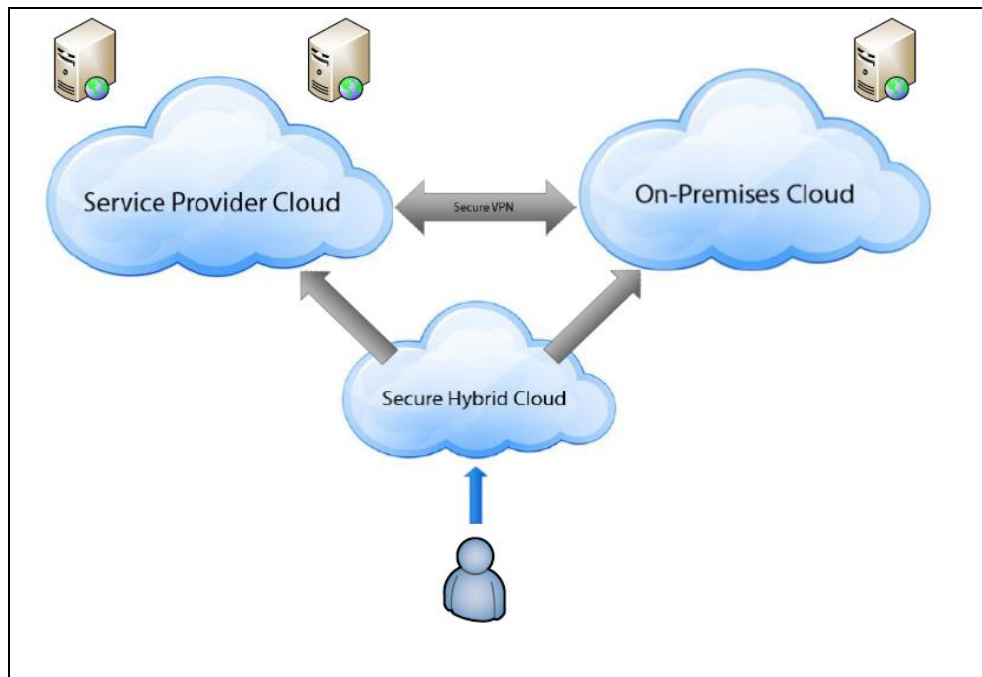 Service Provider Cloud
Secure VPN
On-Premises Cloud
Secure Hybrid Cloud